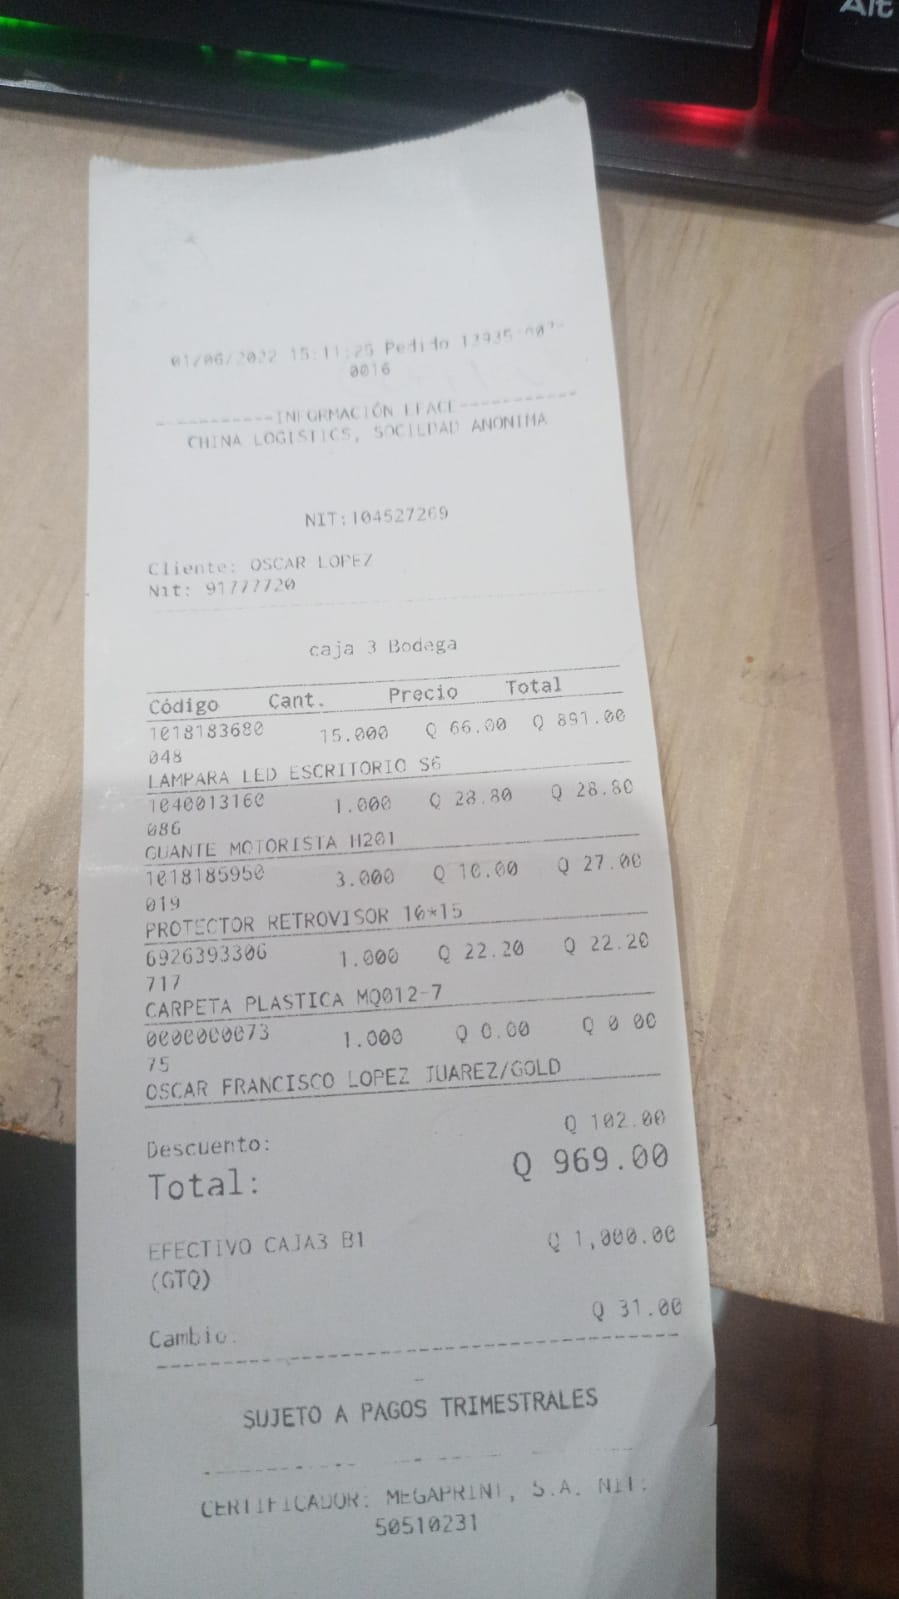 Alt
01/06/2022 15:11:25 Pedido
0016
----------INFORMACIÓN EFACE----------
CHINA LOGISTICS, SOCIEDAD ANONIMA
NIT:104527269
Cliente: OSCAR LOPEZ
Nit: 91777720
caja 3 Bodega
Código Cant. Precio Total
1018183680 15.000 Q 66.00 Q 891.00
048
LAMPARA LED ESCRITORIO S6
1040013160 1.000 Q 28.80 Q 28.80
086
GUANTE MOTORISTA H201
1018185950 3.000 Q 10.00 Q 27.00
019
PROTECTOR RETROVISOR 16*15
6926393306 1.000 Q 22.20 Q 22.20
717
CARPETA PLASTICA MQ012-7
0000000073 1.000 Q 0.00 Q 0 00
75
OSCAR FRANCISCO LOPEZ JUAREZ/GOLD
Descuento: Q 102.00
Total: Q 969.00
EFECTIVO CAJA3 B1 Q 1,000.00
(GTQ)
Cambio. Q 31.00
SUJETO A PAGOS TRIMESTRALES
CERTIFICADOR: MEGAPRINT, S.A. NIT:
50510231